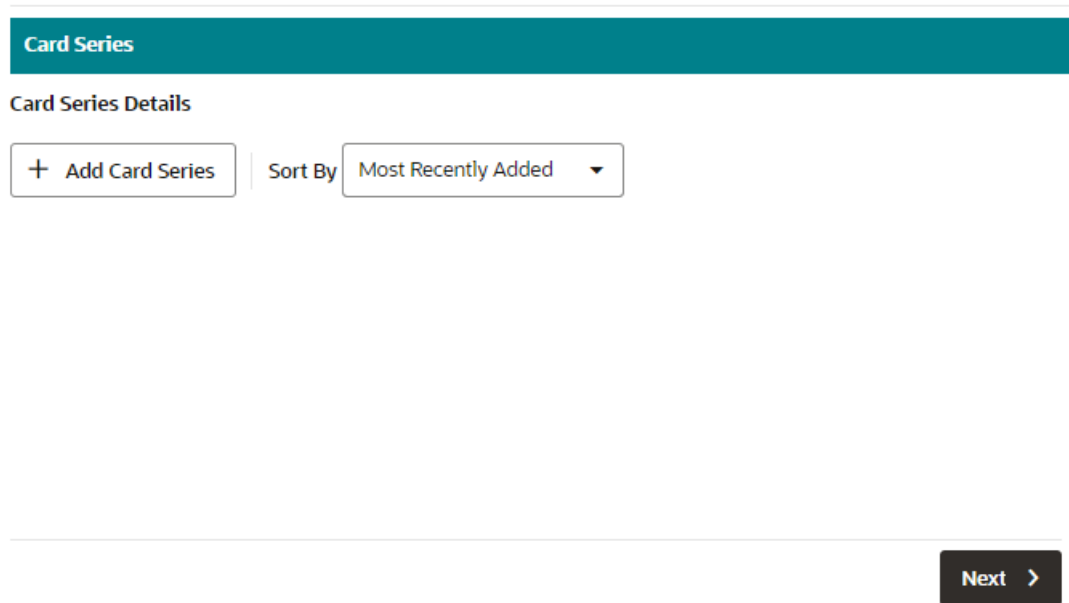 Card Series
Card Series Details
+ Add Card Series Sort By Most Recently Added
Next